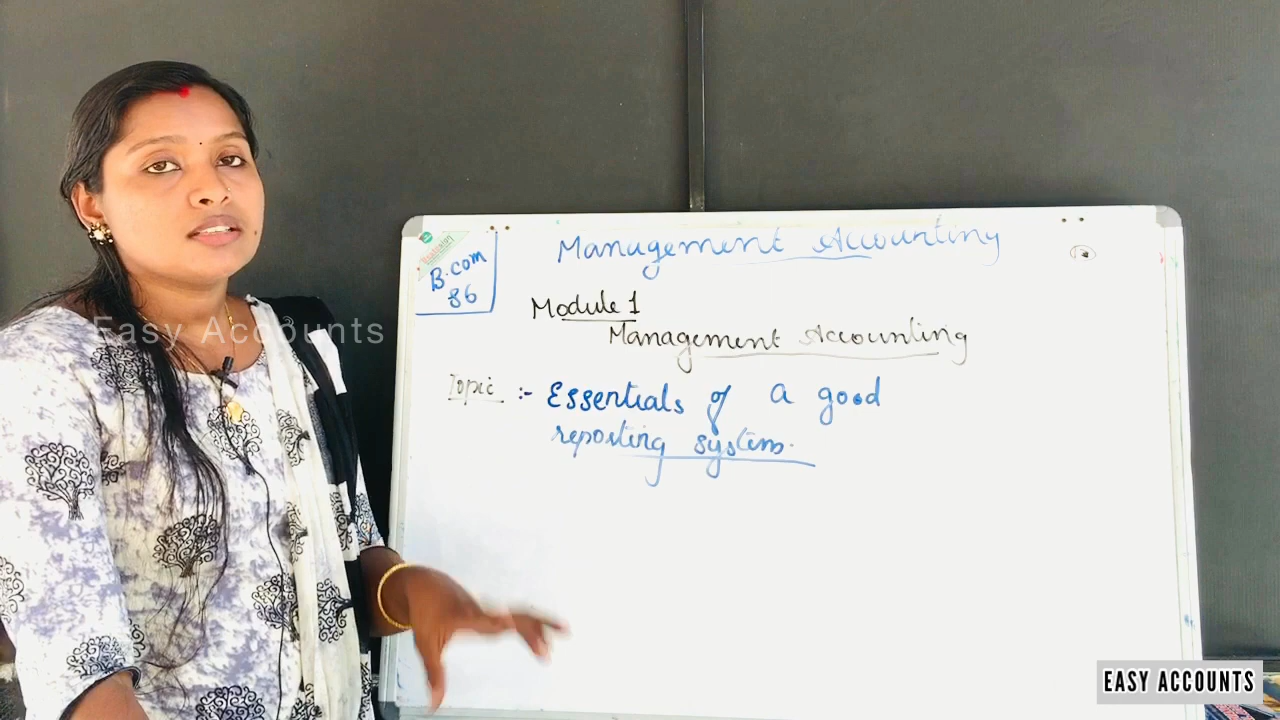 Management Accounting
B.com
S6
Module 1
Management Accounting
Topic :- Essentials of a good
reporting system.
Easy Accounts
EASY ACCOUNTS